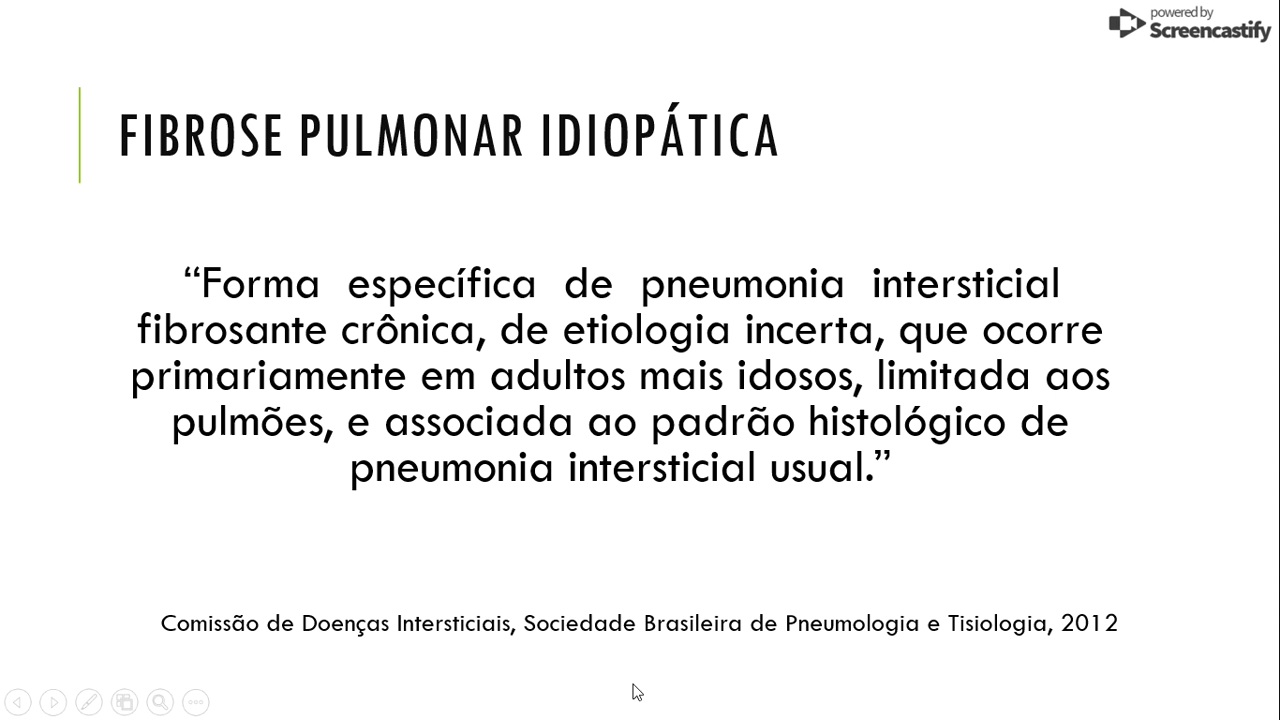 powered by
Screencastify
FIBROSE PULMONAR IDIOPÁTICA
“Forma específica de pneumonia intersticial
fibrosante crônica, de etiologia incerta, que ocorre
primariamente em adultos mais idosos, limitada aos
pulmões, e associada ao padrão histológico de
pneumonia intersticial usual.”
Comissão de Doenças Intersticiais, Sociedade Brasileira de Pneumologia e Tisiologia, 2012